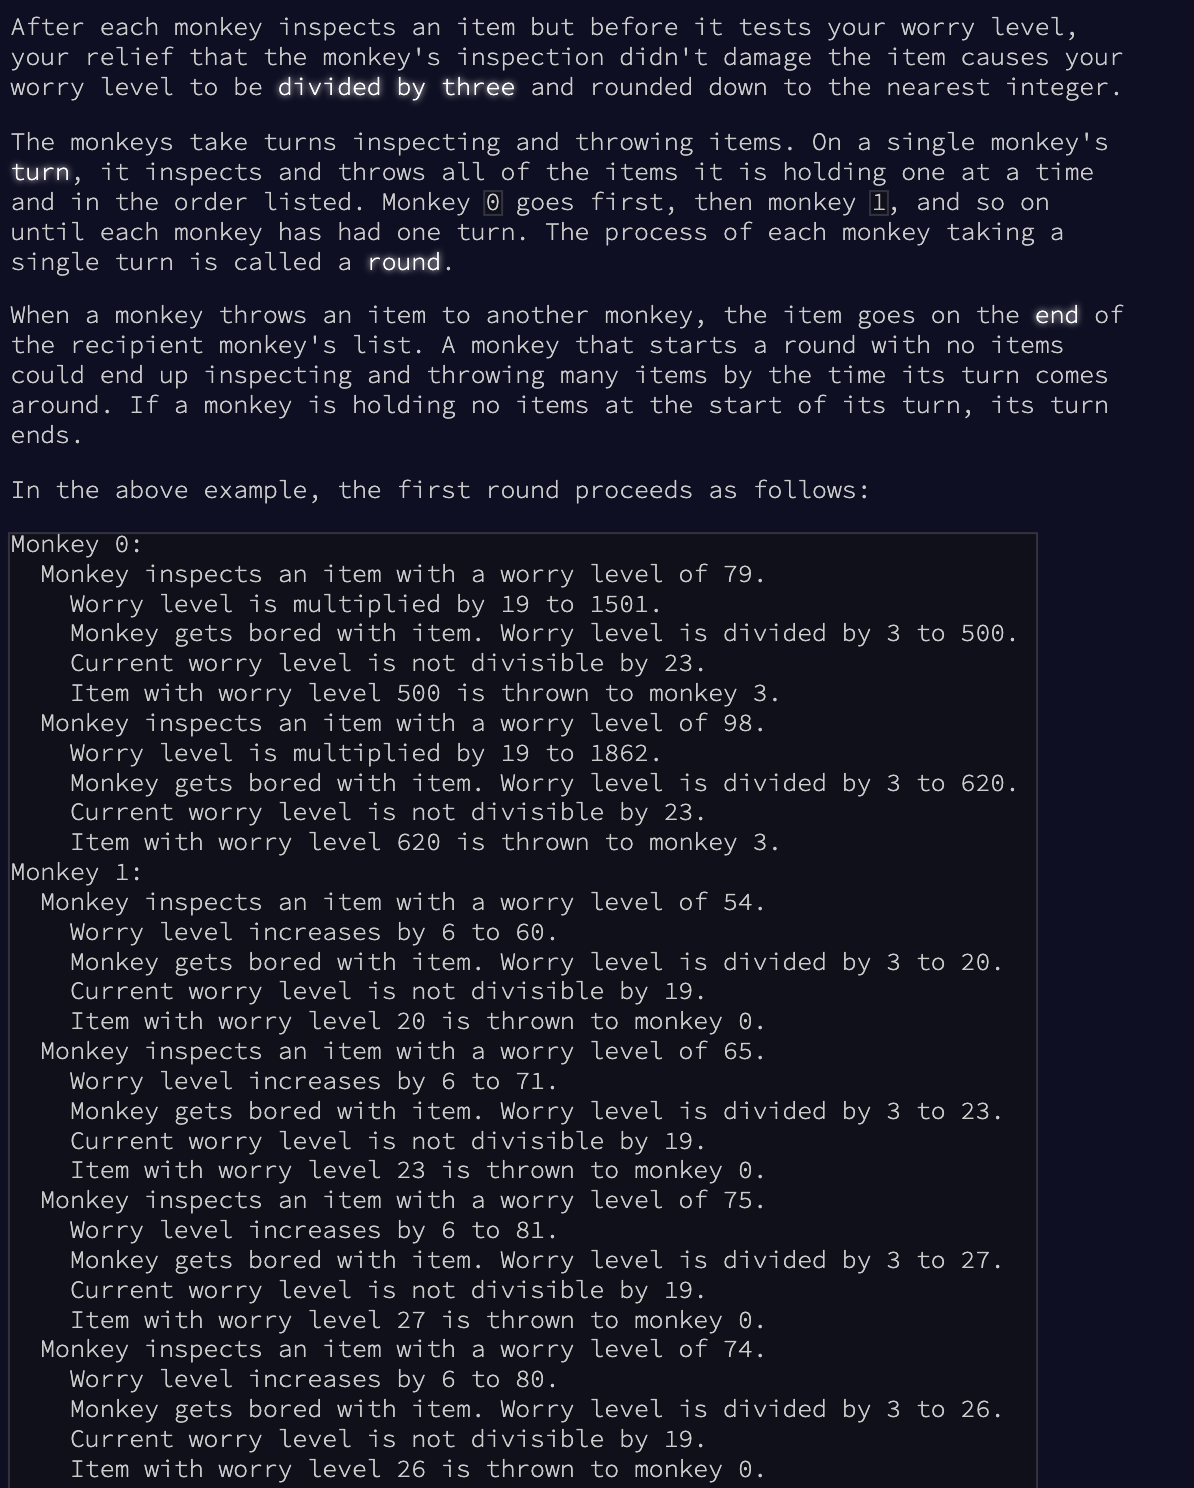 After each monkey inspects an item but before it tests your worry level,
your relief that the monkey's inspection didn't damage the item causes your
worry level to be divided by three and rounded down to the nearest integer.
The monkeys take turns inspecting and throwing items. On a single monkey's
turn, it inspects and throws all of the items it is holding one at a time
and in the order listed. Monkey 0 goes first, then monkey 1, and so on
until each monkey has had one turn. The process of each monkey taking a
single turn is called a round.
When a monkey throws an item to another monkey, the item goes on the end of
the recipient monkey's list. A monkey that starts a round with no items
could end up inspecting and throwing many items by the time its turn comes
around. If a monkey is holding no items at the start of its turn, its turn
ends.
In the above example, the first round proceeds as follows:
Monkey 0:
  Monkey inspects an item with a worry level of 79.
    Worry level is multiplied by 19 to 1501.
    Monkey gets bored with item. Worry level is divided by 3 to 500.
    Current worry level is not divisible by 23.
    Item with worry level 500 is thrown to monkey 3.
  Monkey inspects an item with a worry level of 98.
    Worry level is multiplied by 19 to 1862.
    Monkey gets bored with item. Worry level is divided by 3 to 620.
    Current worry level is not divisible by 23.
    Item with worry level 620 is thrown to monkey 3.
Monkey 1:
  Monkey inspects an item with a worry level of 54.
    Worry level increases by 6 to 60.
    Monkey gets bored with item. Worry level is divided by 3 to 20.
    Current worry level is not divisible by 19.
    Item with worry level 20 is thrown to monkey 0.
  Monkey inspects an item with a worry level of 65.
    Worry level increases by 6 to 71.
    Monkey gets bored with item. Worry level is divided by 3 to 23.
    Current worry level is not divisible by 19.
    Item with worry level 23 is thrown to monkey 0.
  Monkey inspects an item with a worry level of 75.
    Worry level increases by 6 to 81.
    Monkey gets bored with item. Worry level is divided by 3 to 27.
    Current worry level is not divisible by 19.
    Item with worry level 27 is thrown to monkey 0.
  Monkey inspects an item with a worry level of 74.
    Worry level increases by 6 to 80.
    Monkey gets bored with item. Worry level is divided by 3 to 26.
    Current worry level is not divisible by 19.
    Item with worry level 26 is thrown to monkey 0.